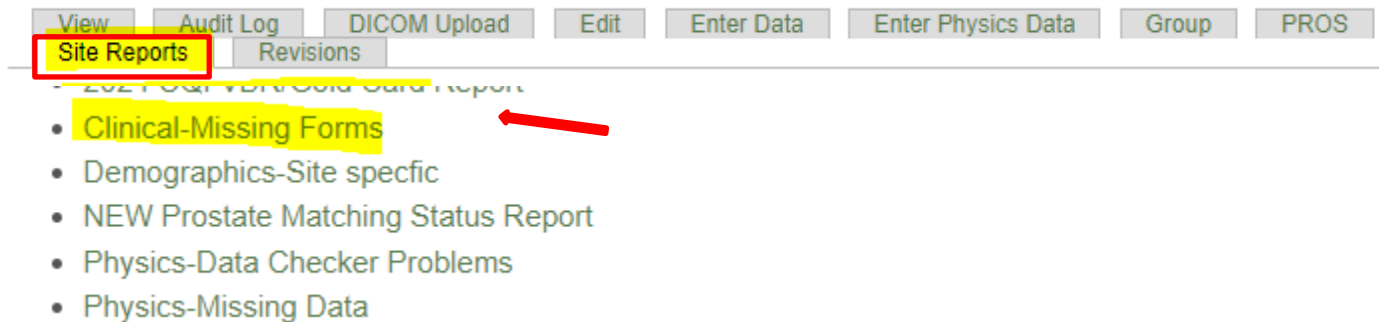 View Audit Log DICOM Upload Edit Enter Data Enter Physics Data Group PROS
Site Reports Revisions
Report
• Clinical-Missing Forms
• Demographics-Site specfic
• NEW Prostate Matching Status Report
• Physics-Data Checker Problems
• Physics-Missing Data